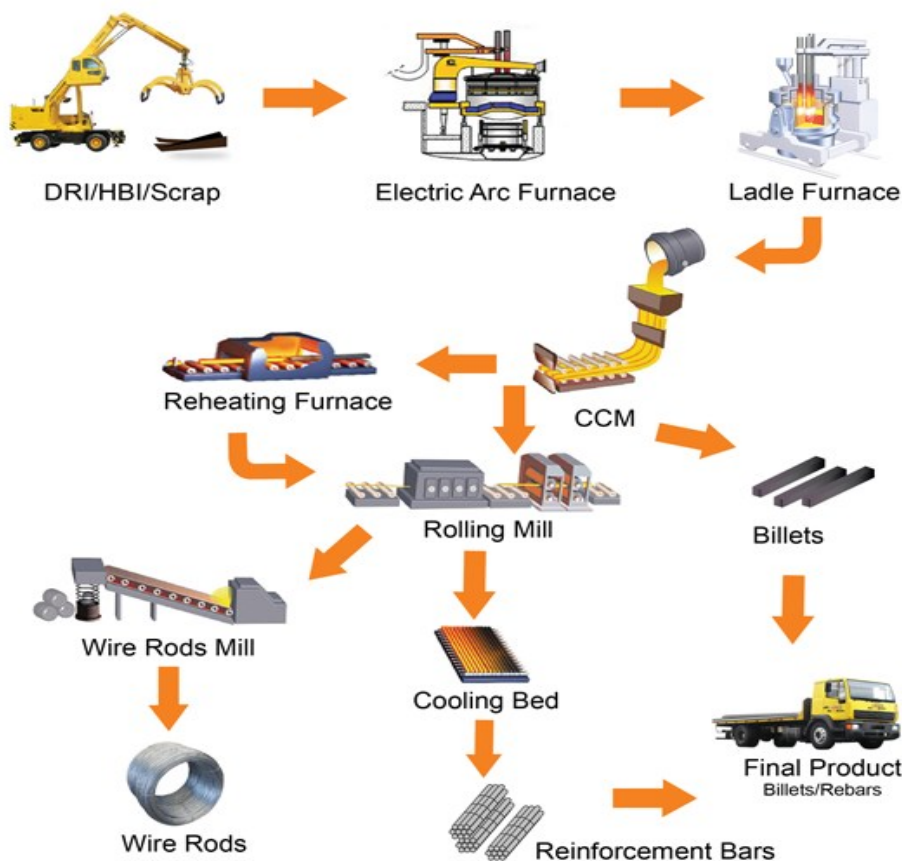 DRI/HBI/Scrap
Electric Arc Furnace
Ladle Furnace
Reheating Furnace
CCM
Rolling Mill
Billets
Wire Rods Mill
Cooling Bed
Final Product
Billets/Rebars
Wire Rods
Reinforcement Bars